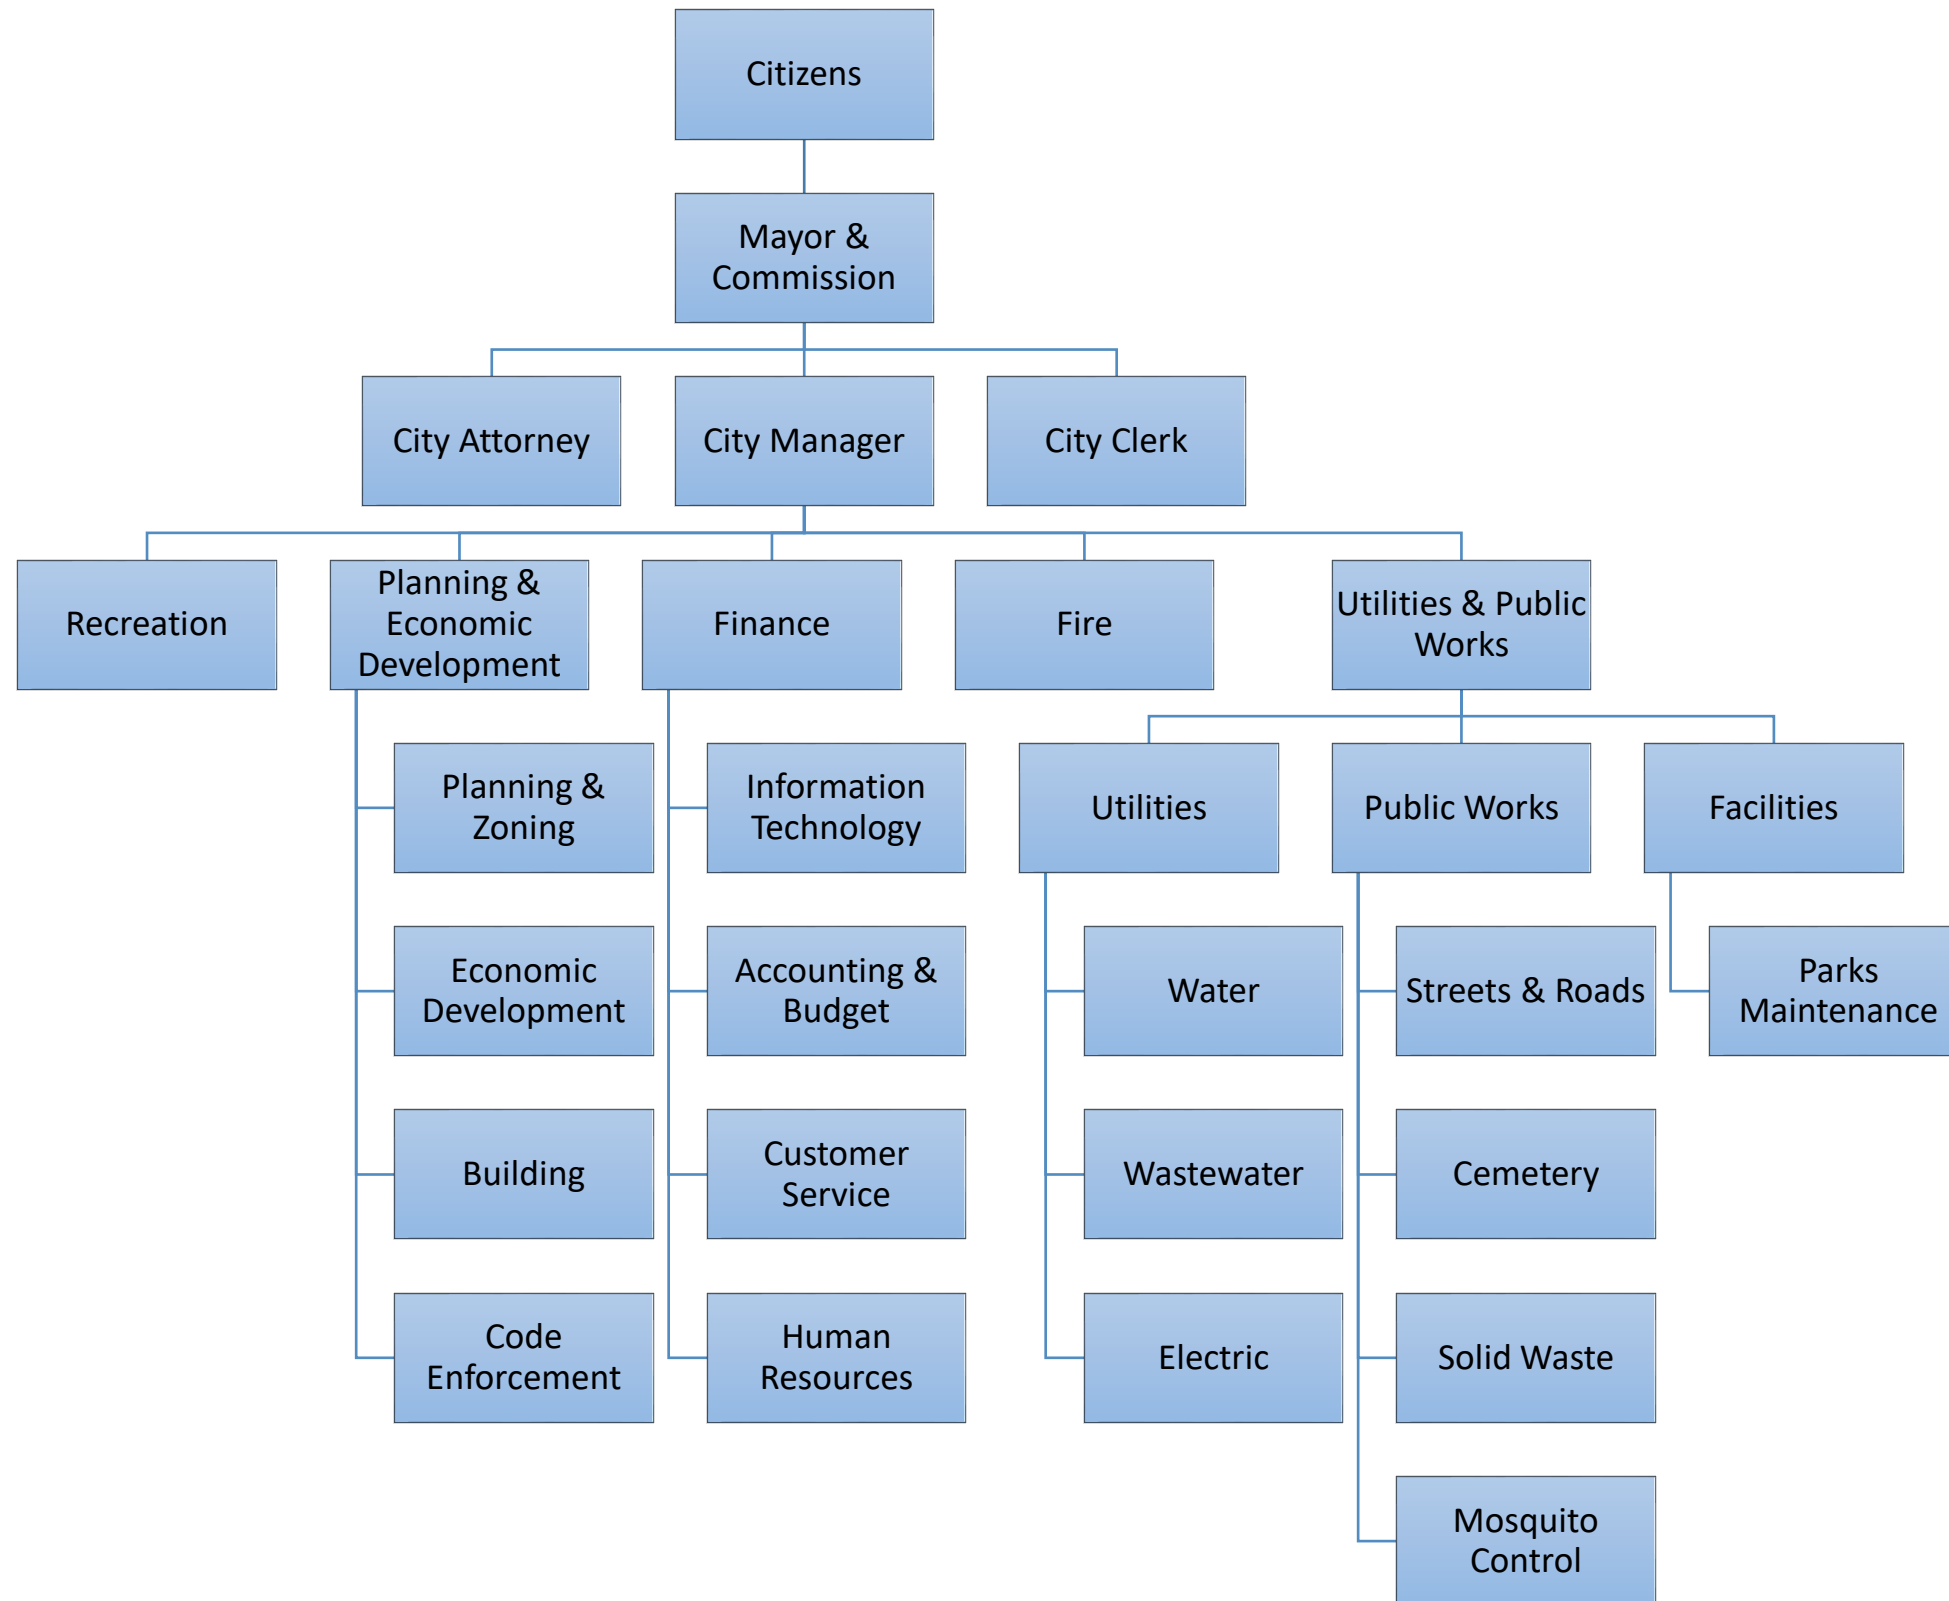 Citizens
Mayor &
Commission
City Attorney
City Manager
City Clerk
Recreation
Planning &
Economic
Development
Finance
Fire
Utilities & Public
Works
Planning &
Zoning
Economic
Development
Building
Code
Enforcement
Information
Technology
Accounting &
Budget
Customer
Service
Human
Resources
Utilities
Water
Wastewater
Electric
Public Works
Streets & Roads
Cemetery
Solid Waste
Mosquito
Control
Facilities
Parks
Maintenance